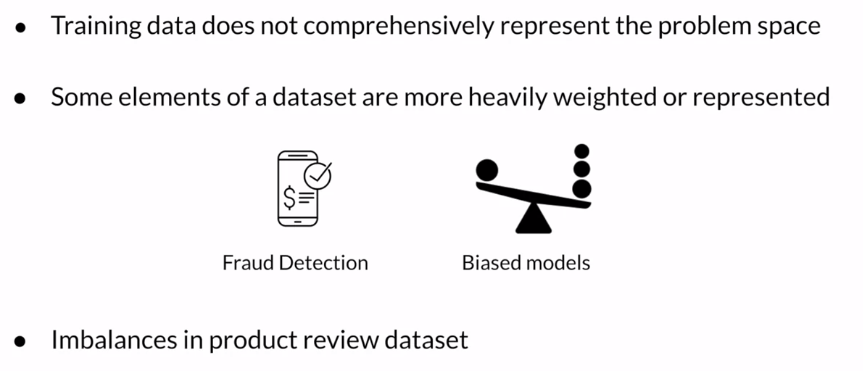 • Training data does not comprehensively represent the problem space
• Some elements of a dataset are more heavily weighted or represented
$
Fraud Detection
Biased models
• Imbalances in product review dataset